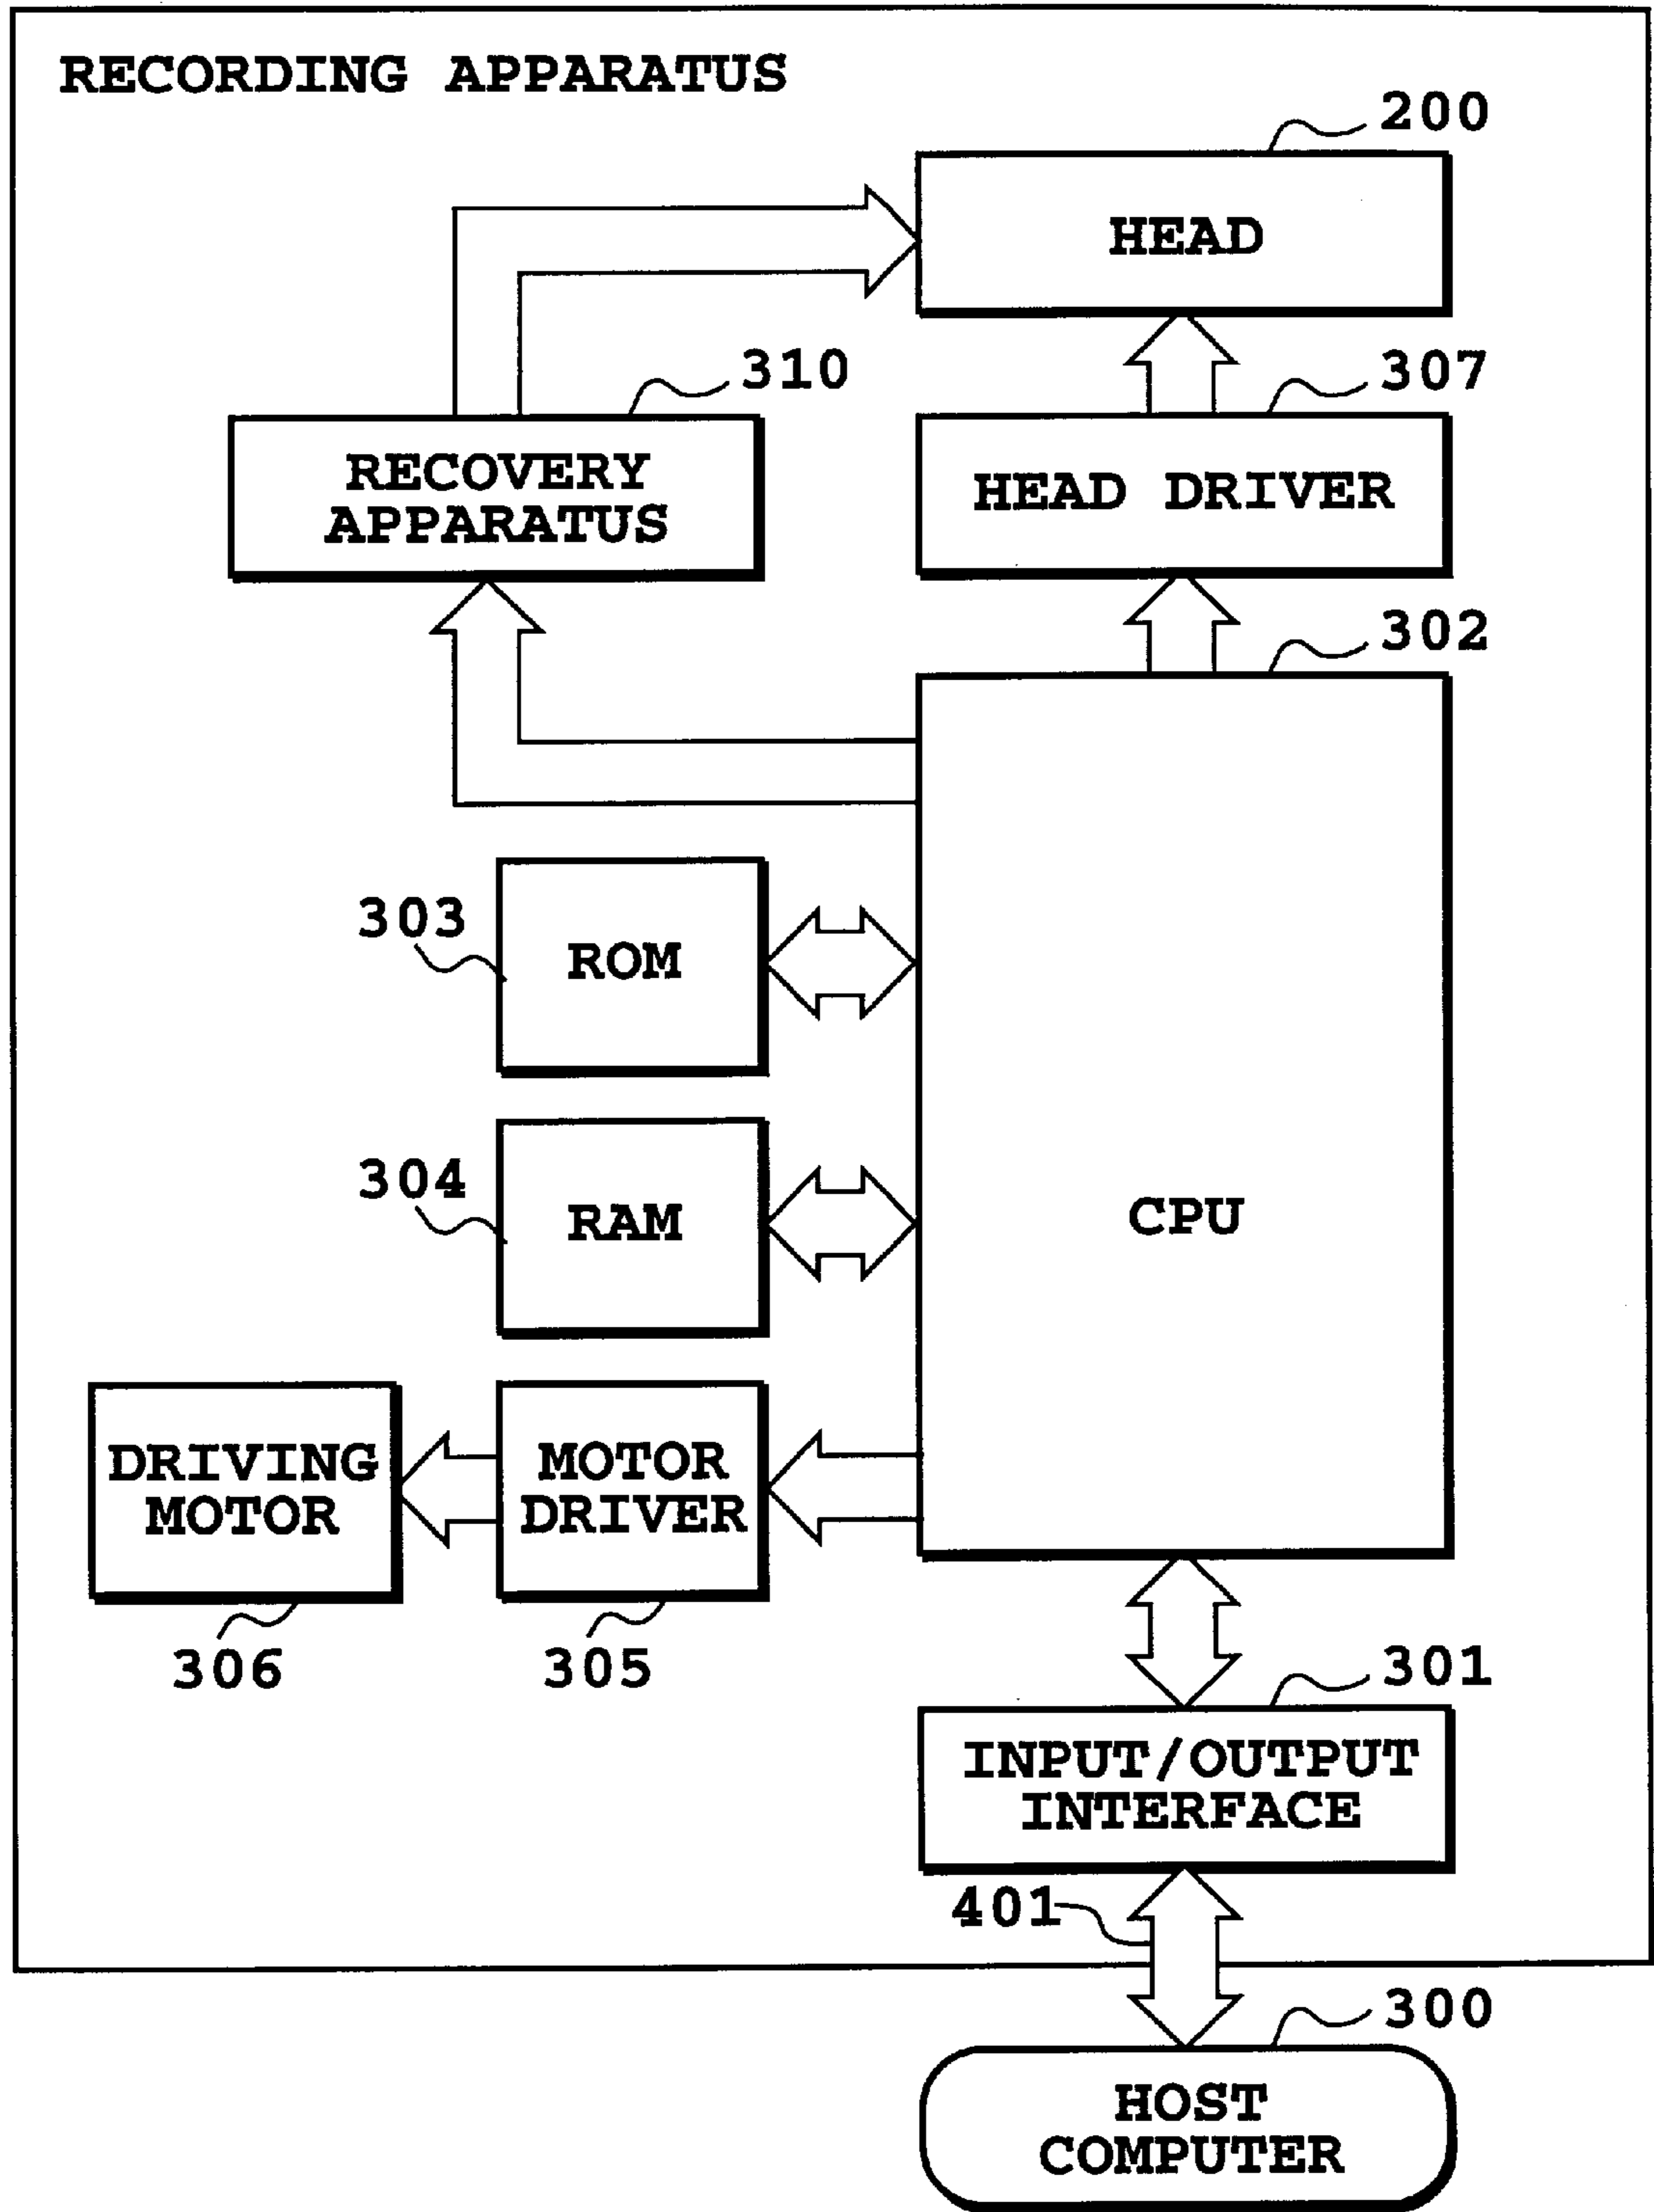 RECORDING APPARATUS
200
HEAD
310
307
RECOVERY
APPARATUS
HEAD DRIVER
302
303
ROM
304
RAM
CPU
DRIVING
MOTOR
MOTOR
DRIVER
306
305
301
INPUT/OUTPUT
INTERFACE
401
300
HOST
COMPUTER